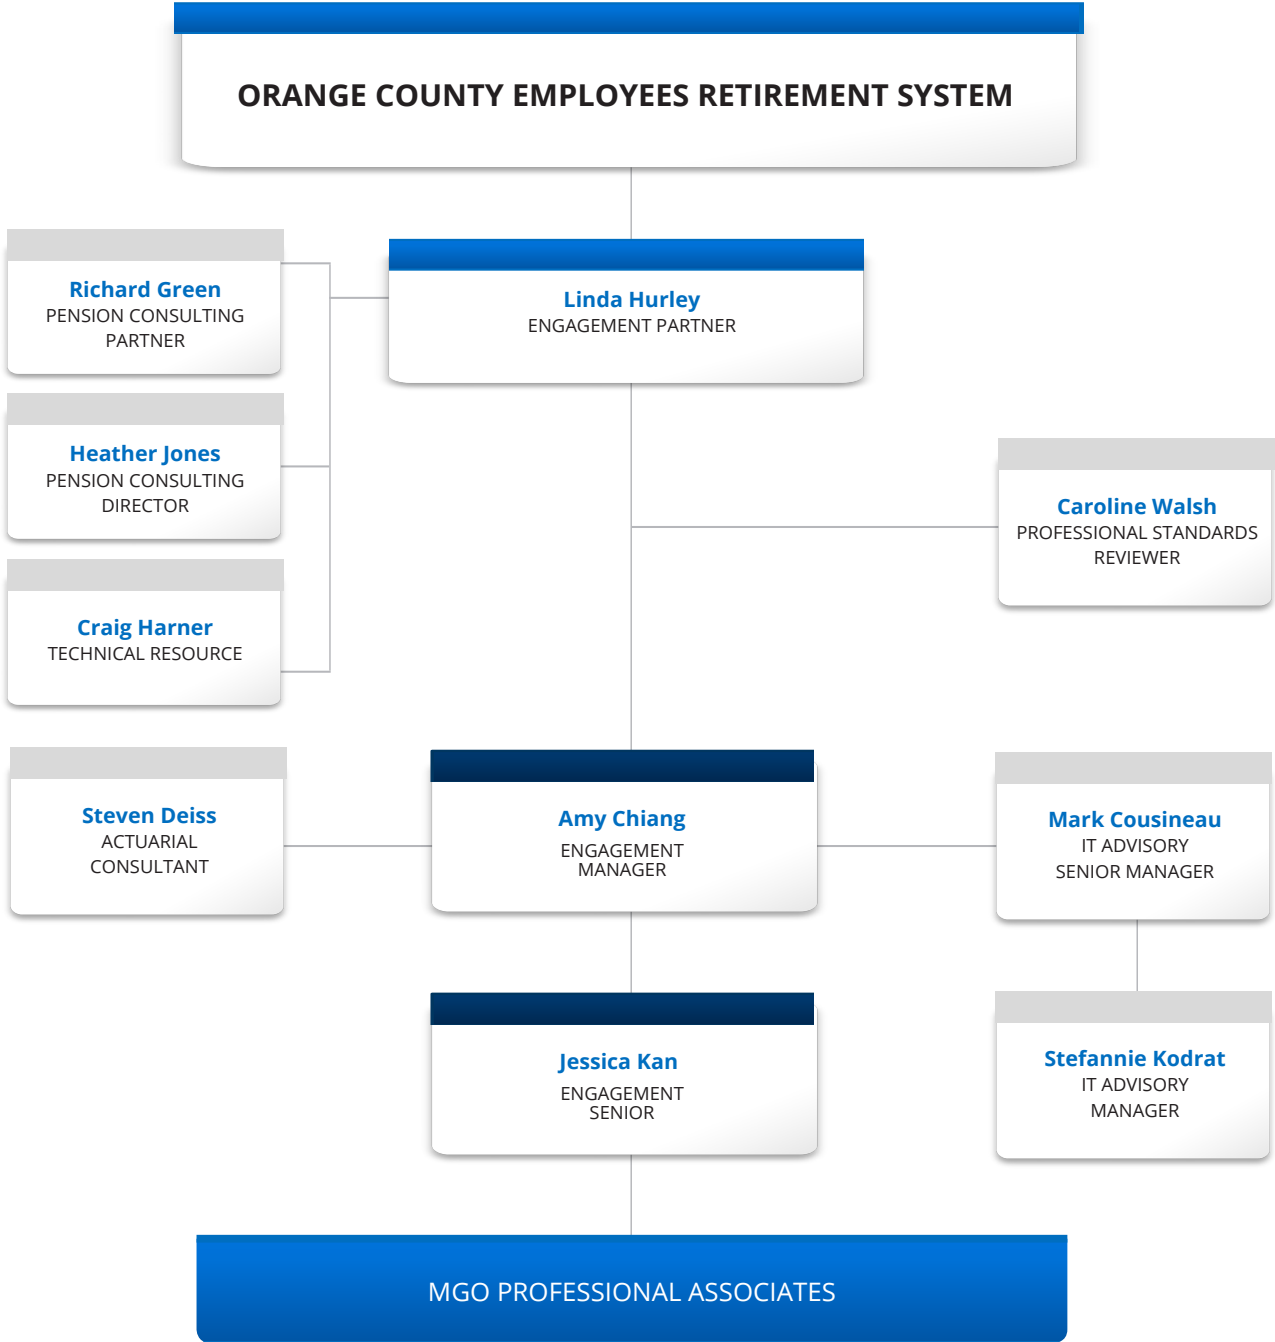 ORANGE COUNTY EMPLOYEES RETIREMENT SYSTEM
Richard Green
PENSION CONSULTING
PARTNER
Linda Hurley
ENGAGEMENT PARTNER
Heather Jones
PENSION CONSULTING
DIRECTOR
Caroline Walsh
PROFESSIONAL STANDARDS
REVIEWER
Craig Harner
TECHNICAL RESOURCE
Steven Deiss
ACTUARIAL
CONSULTANT
Amy Chiang
ENGAGEMENT
MANAGER
Mark Cousineau
IT ADVISORY
SENIOR MANAGER
Jessica Kan
ENGAGEMENT
SENIOR
Stefannie Kodrat
IT ADVISORY
MANAGER
MGO PROFESSIONAL ASSOCIATES